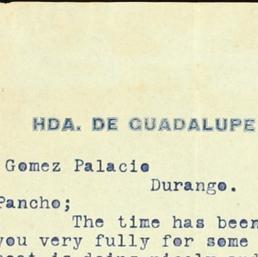 HDA. DE GUADALUPE
Gomez Palacio
Durango.
Pancho;
The time has been
you very fully for some